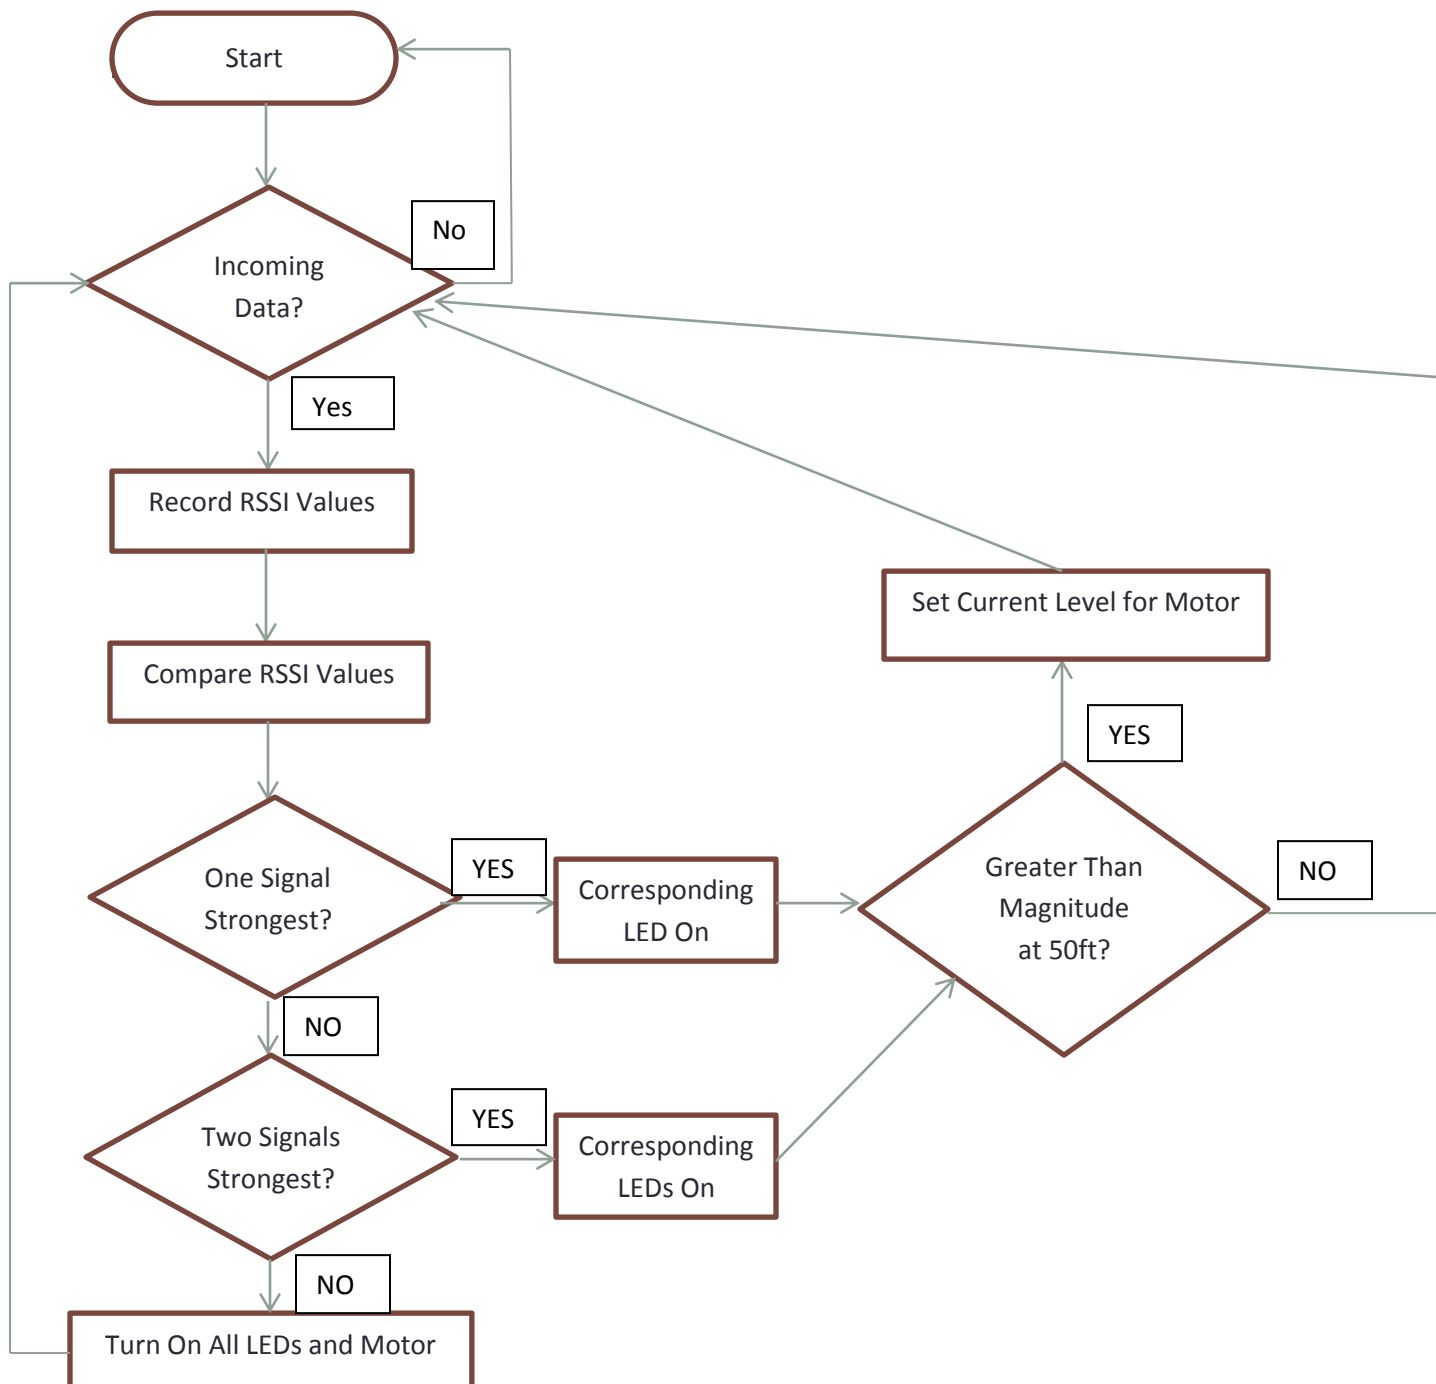 Start
No
Incoming
Data?
Yes
Record RSSI Values
Set Current Level for Motor
Compare RSSI Values
YES
One Signal
Strongest?
YES
Corresponding
LED On
Greater Than
Magnitude
at 50ft?
NO
NO
Two Signals
Strongest?
YES
Corresponding
LEDs On
NO
Turn On All LEDs and Motor